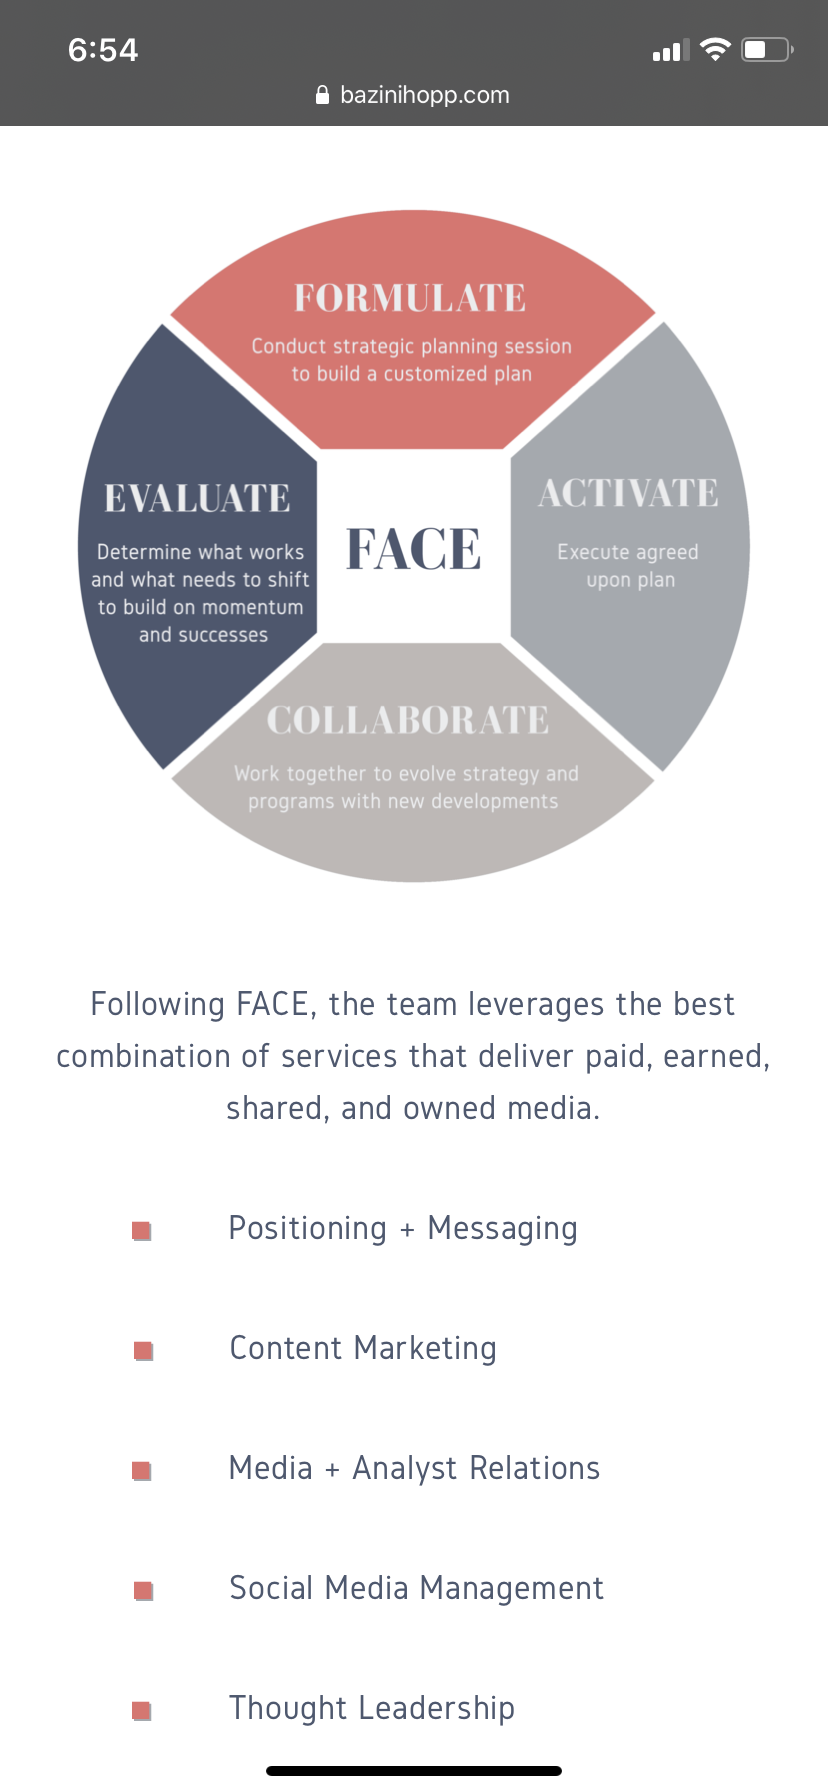 6:54
bazinihopp.com
FORMULATE
Conduct strategic planning session
to build a customized plan
EVALUATE
Determine what works
and what needs to shift
to build on momentum
and successes
FACE
ACTIVATE
Execute agreed
upon plan
COLLABORATE
Work together to evolve strategy and
programs with new developments
Following FACE, the team leverages the best
combination of services that deliver paid, earned,
shared, and owned media.
Positioning + Messaging
Content Marketing
Media + Analyst Relations
Social Media Management
Thought Leadership